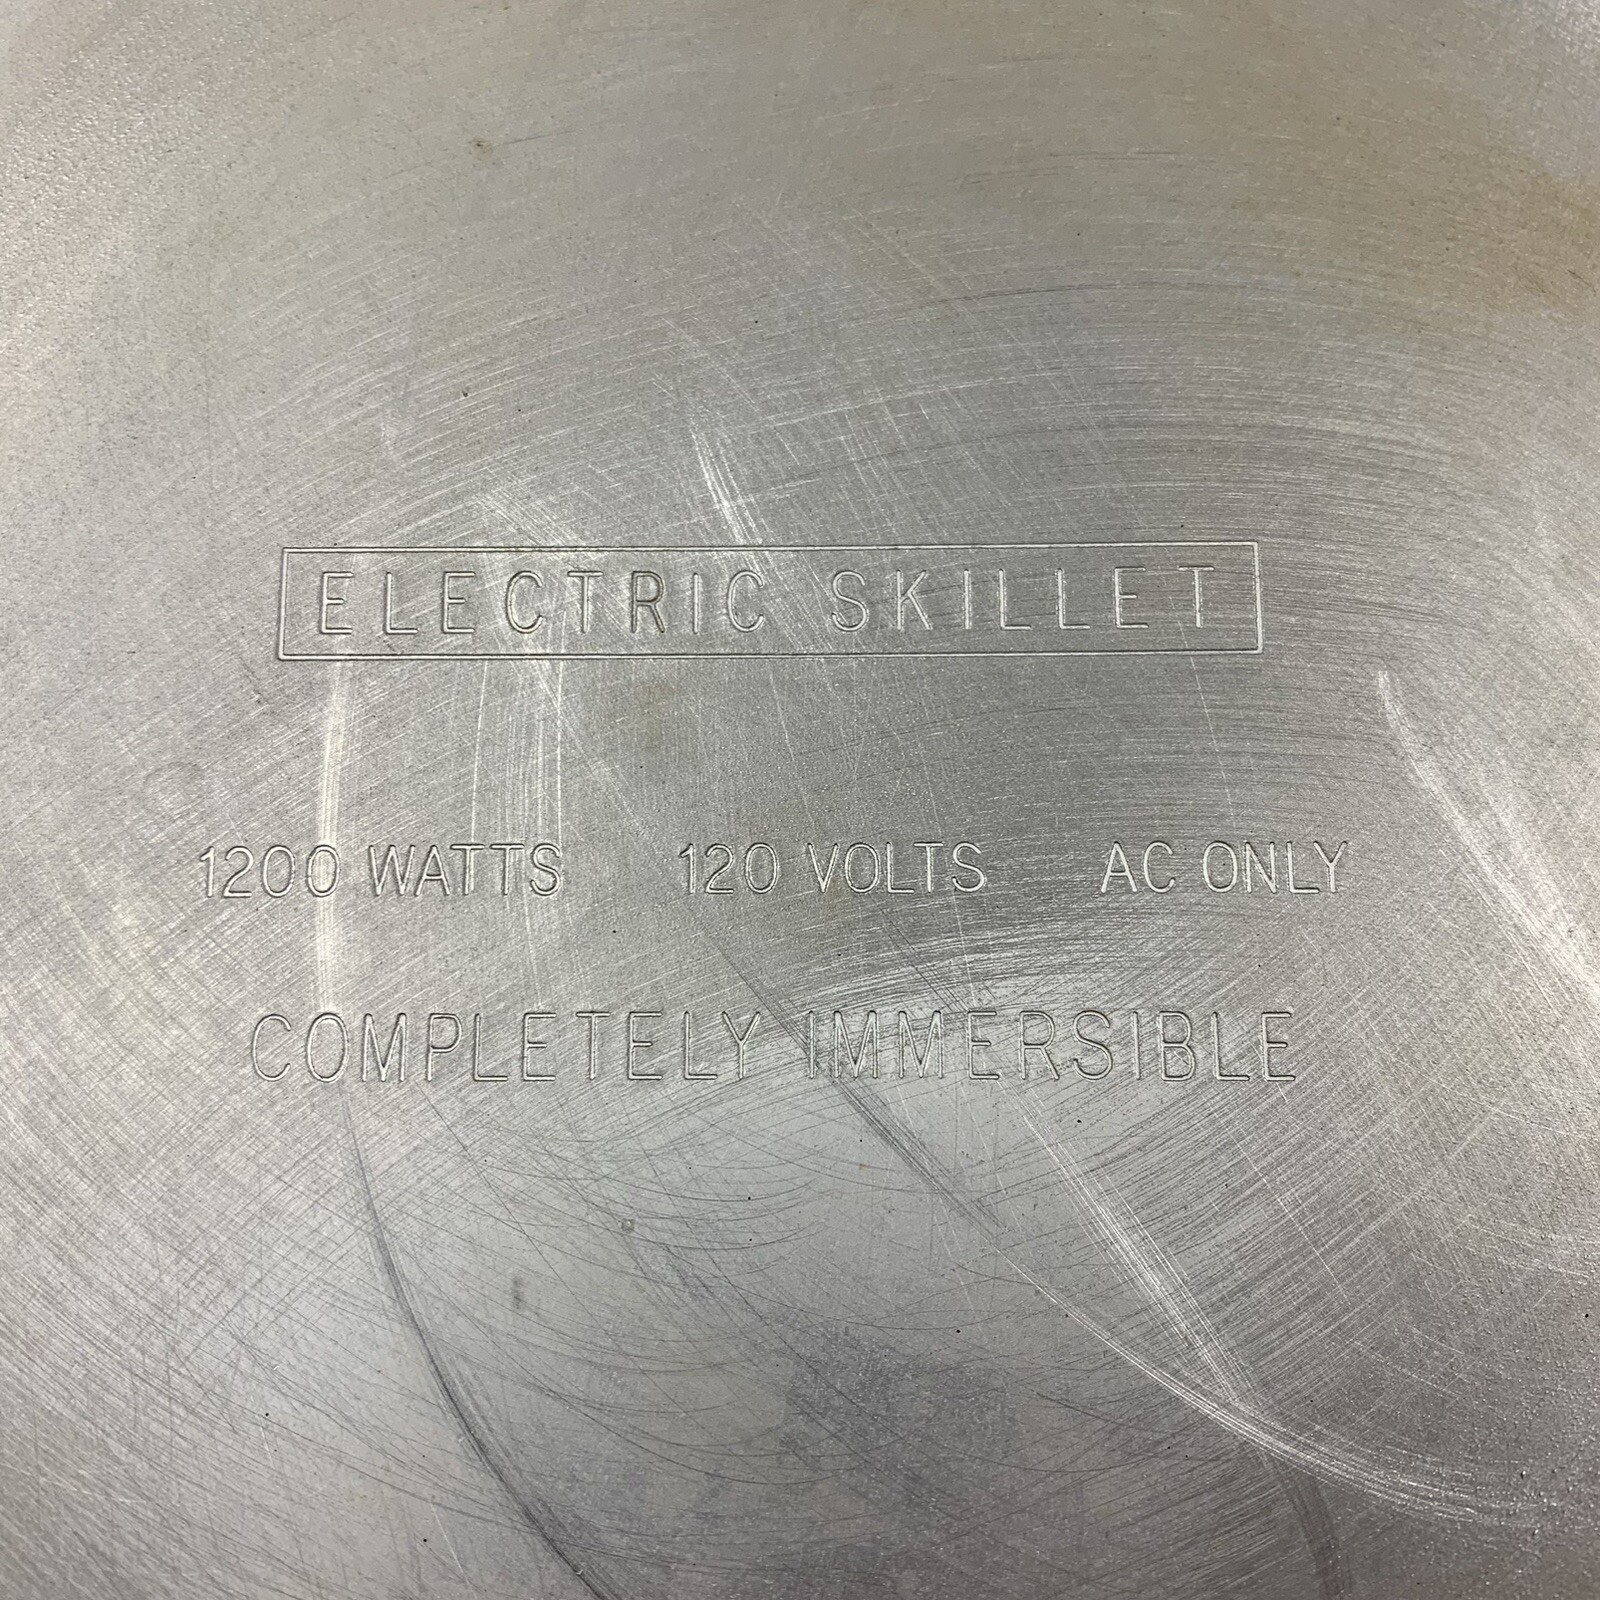 ELECTRIC SKILLET
1200 WATTS 120 VOLTS AC ONLY
COMPLETELY IMMERSIBLE